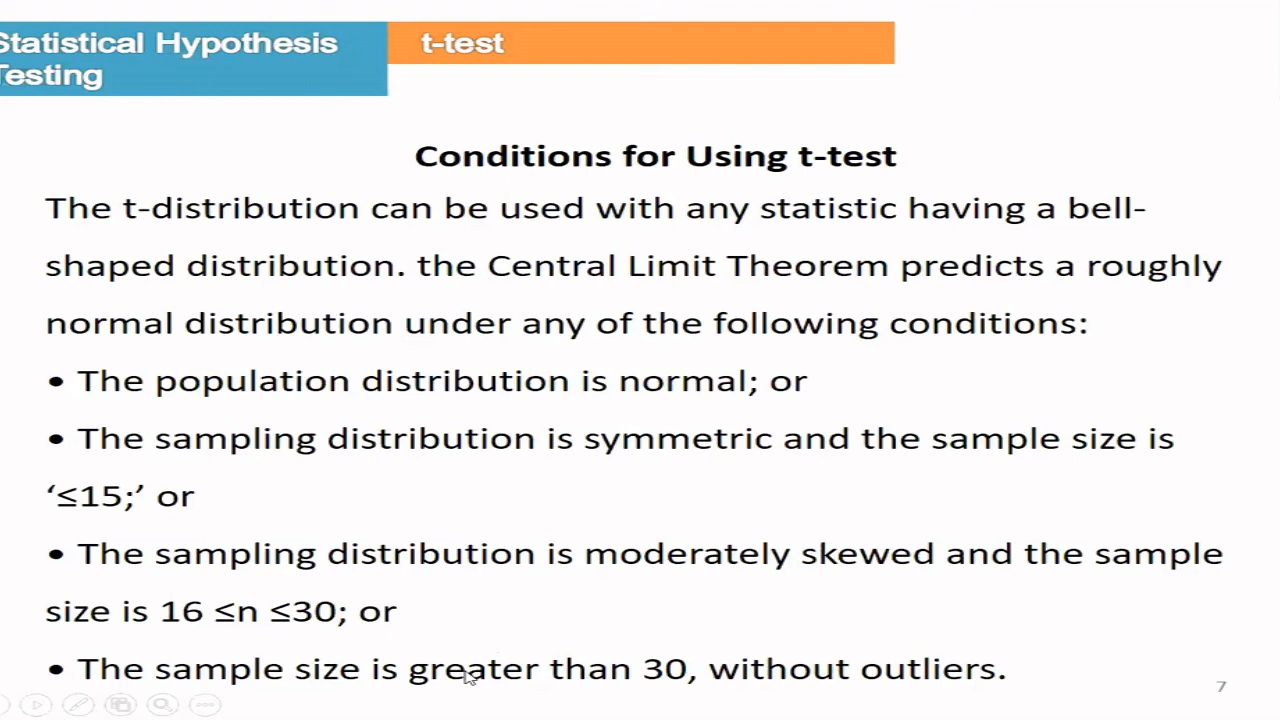 Statistical Hypothesis
Testing
t-test
Conditions for Using t-test
The t-distribution can be used with any statistic having a bell-
shaped distribution. the Central Limit Theorem predicts a roughly
normal distribution under any of the following conditions:
• The population distribution is normal; or
• The sampling distribution is symmetric and the sample size is
‘≤15;’ or
• The sampling distribution is moderately skewed and the sample
size is 16 ≤n ≤30; or
• The sample size is greater than 30, without outliers.
7